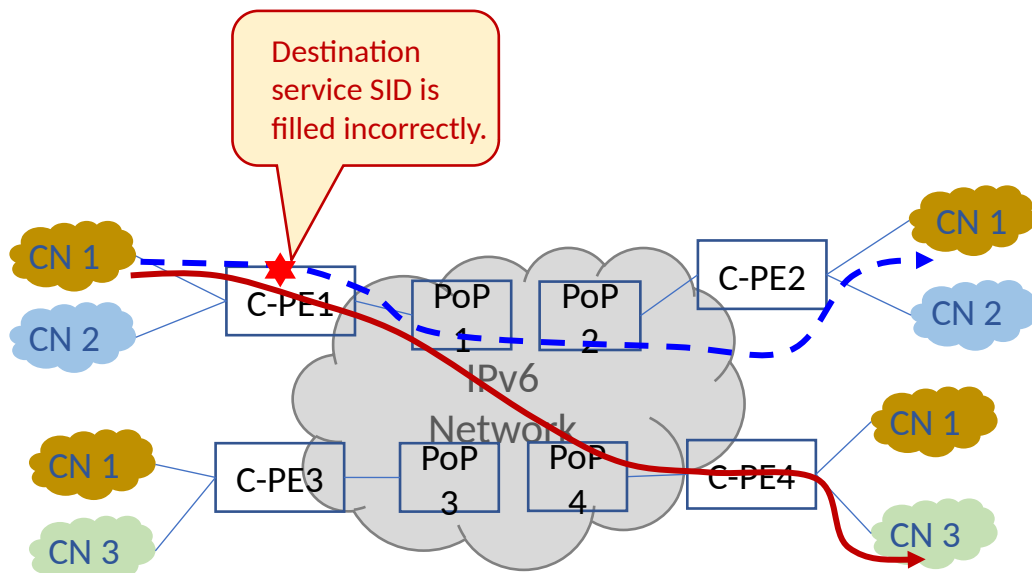 Destination
service SID is
filled incorrectly.
CN 1
CN 1
CN 2
C-PE1
PoP
1
PoP
2
C-PE2
CN 2
IPv6
Network
CN 1
CN 3
C-PE3
PoP
3
PoP
4
C-PE4
CN 1
CN 3